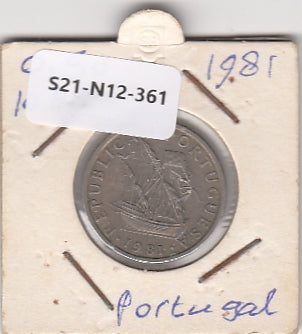 1981
S21-N12-361
REPUBLICA PORTUGUESA
1981
Portugal